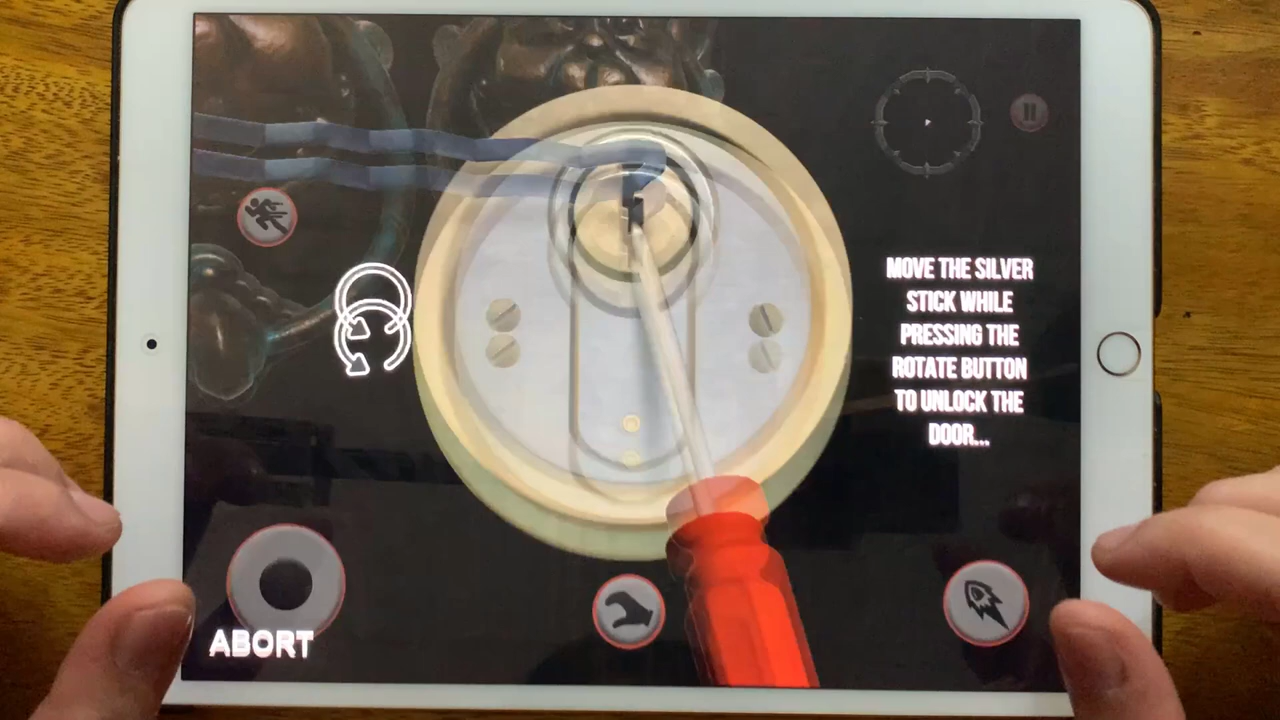 MOVE THE SILVER
STICK WHILE
PRESSING THE
ROTATE BUTTON
TO UNLOCK THE
DOOR...
ABORT